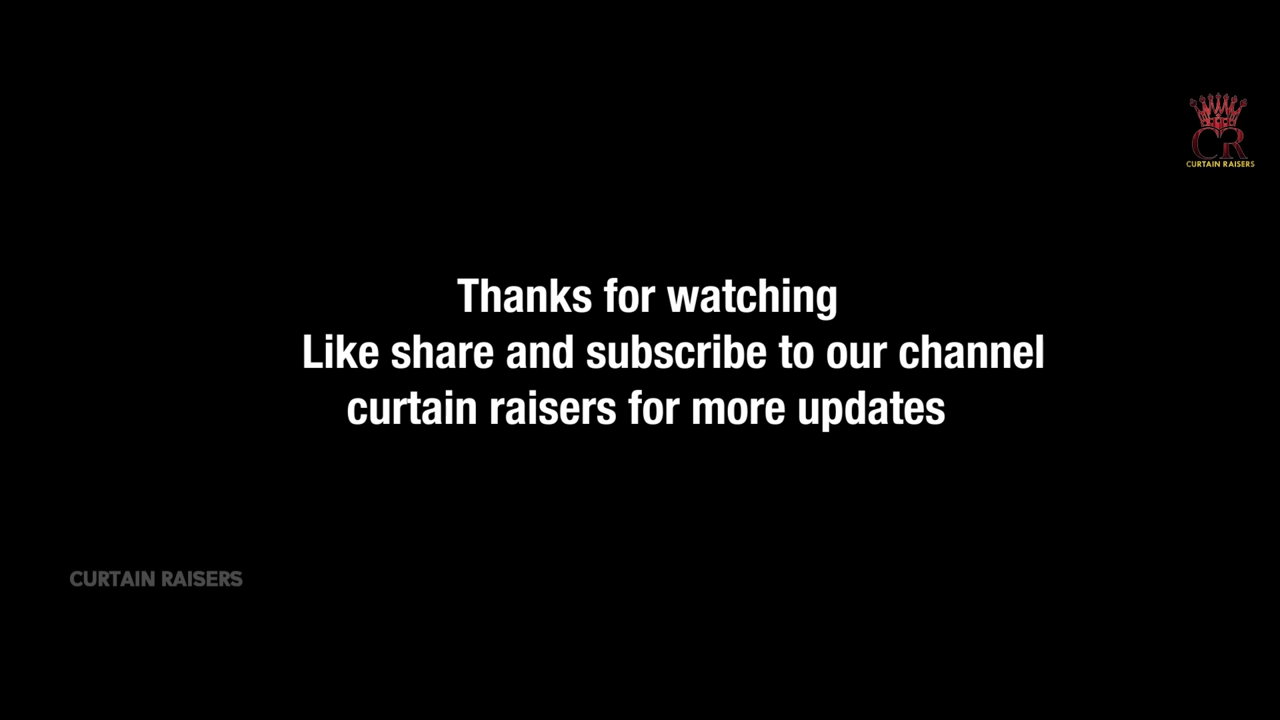 CR
CURTAIN RAISERS
Thanks for watching
Like share and subscribe to our channel
curtain raisers for more updates
CURTAIN RAISERS